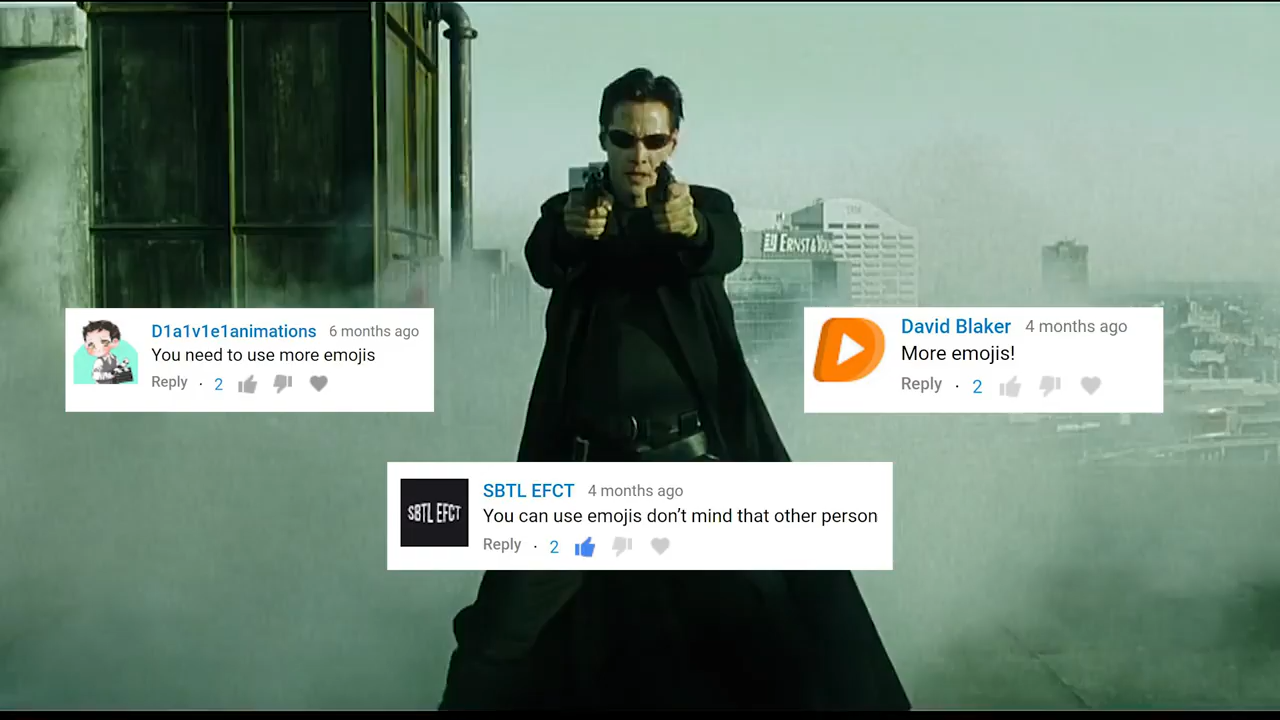 ERNST & YOU
D1a1v1e1animations 6 months ago
You need to use more emojis
Reply · 2
David Blaker 4 months ago
More emojis!
Reply · 2
SBTL EFCT
SBTL EFCT 4 months ago
You can use emojis don’t mind that other person
Reply · 2